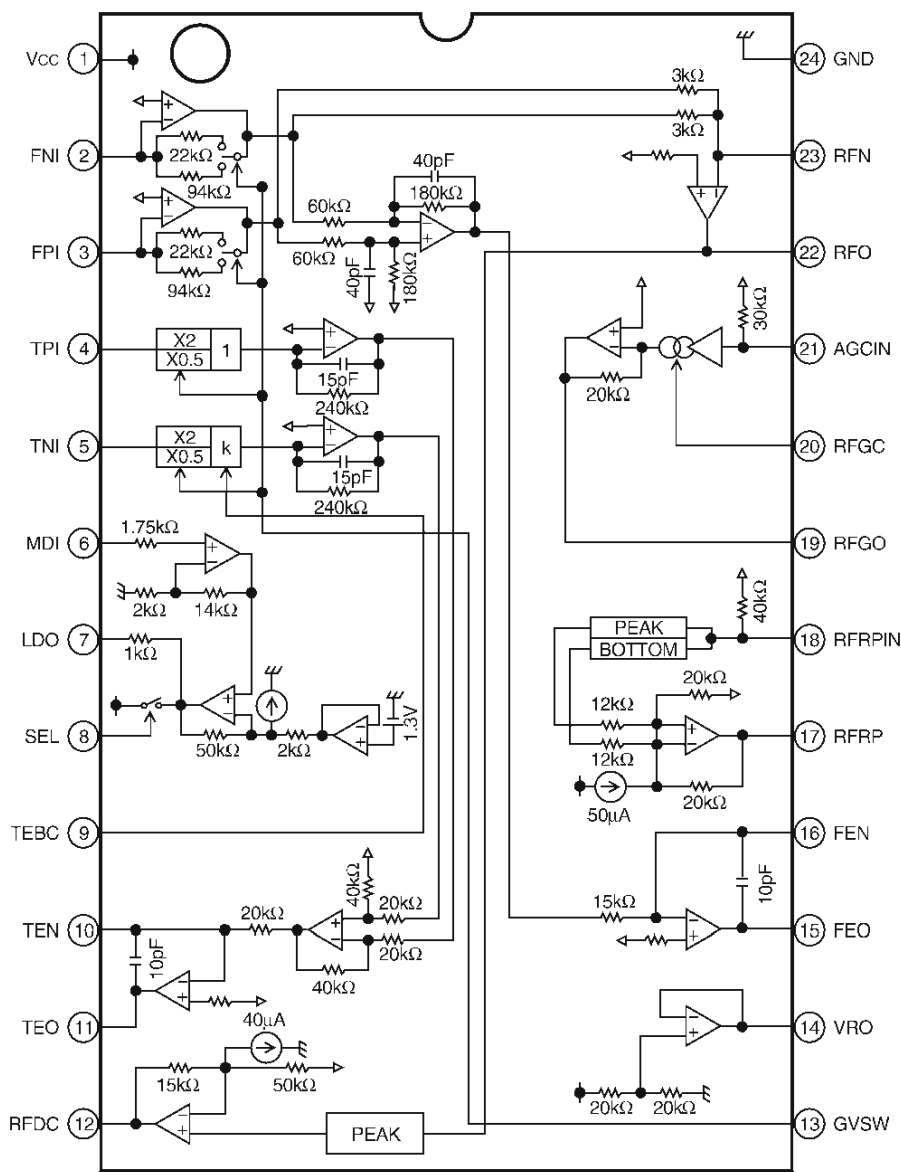 Vcc 1
24 GND
3kΩ
3kΩ
FNI 2
22kΩ
94kΩ
23 RFN
40pF
180kΩ
60kΩ
60kΩ
40pF
180kΩ
FPI 3
22kΩ
94kΩ
22 RFO
30kΩ
TPI 4
X2
X0.5
1
15pF
240kΩ
20kΩ
21 AGCIN
TNI 5
X2
X0.5
k
15pF
240kΩ
20 RFGC
MDI 6
1.75kΩ
2kΩ
14kΩ
19 RFGO
40kΩ
LDO 7
1kΩ
PEAK
BOTTOM
18 RFRPIN
SEL 8
50kΩ
2kΩ
1.3V
20kΩ
12kΩ
12kΩ
20kΩ
50μA
17 RFRP
TEBC 9
16 FEN
10pF
40kΩ
20kΩ
20kΩ
20kΩ
40kΩ
TEN 10
10pF
15kΩ
15 FEO
TEO 11
40μA
14 VRO
15kΩ
50kΩ
20kΩ
20kΩ
RFDC 12
PEAK
13 GVSW